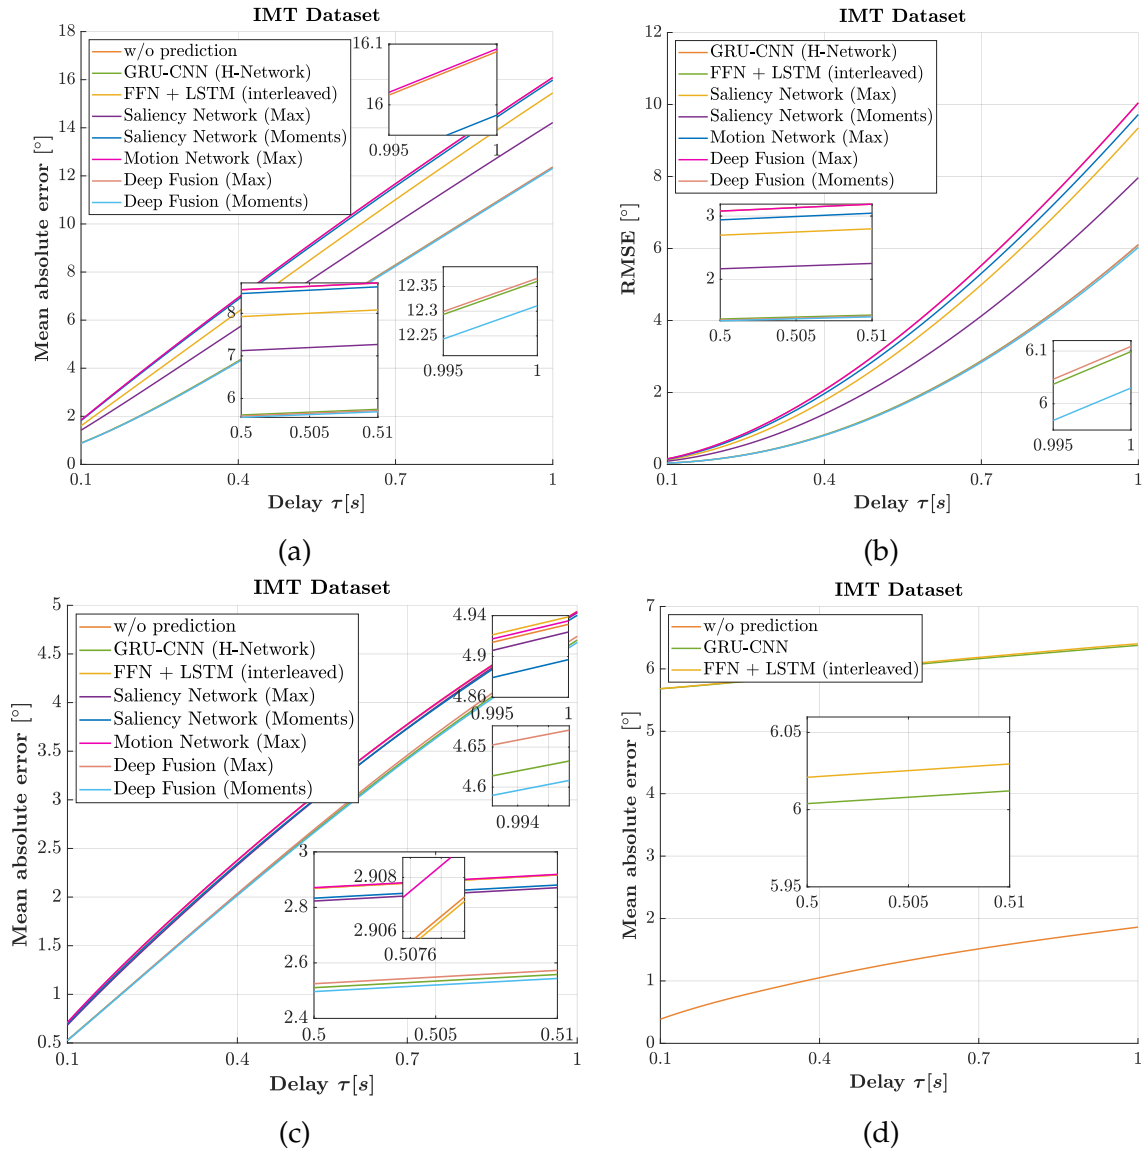 IMT Dataset
18
16
14
12
10
8
6
4
2
0
Mean absolute error [°]
w/o prediction
GRU-CNN (H-Network)
FFN + LSTM (interleaved)
Saliency Network (Max)
Saliency Network (Moments)
Motion Network (Max)
Deep Fusion (Max)
Deep Fusion (Moments)
16.1
16
0.995 1
12.35
12.3
12.25
0.995 1
8
7
6
0.5 0.505 0.51
0.1 0.4 0.7 1
Delay τ[s]
(a)
IMT Dataset
12
10
8
6
4
2
0
RMSE [°]
GRU-CNN (H-Network)
FFN + LSTM (interleaved)
Saliency Network (Max)
Saliency Network (Moments)
Motion Network (Max)
Deep Fusion (Max)
Deep Fusion (Moments)
3
2
0.5 0.505 0.51
6.1
6
0.995 1
0.1 0.4 0.7 1
Delay τ[s]
(b)
IMT Dataset
5
4.5
4
3.5
3
2.5
2
1.5
1
0.5
Mean absolute error [°]
w/o prediction
GRU-CNN (H-Network)
FFN + LSTM (interleaved)
Saliency Network (Max)
Saliency Network (Moments)
Motion Network (Max)
Deep Fusion (Max)
Deep Fusion (Moments)
4.94
4.9
4.86
0.995 1
4.65
4.6
0.994
3
2.8
2.6
2.4
2.908
2.906
0.5076
0.5 0.505 0.51
0.1 0.4 0.7 1
Delay τ[s]
(c)
IMT Dataset
7
6
5
4
3
2
1
0
Mean absolute error [°]
w/o prediction
GRU-CNN
FFN + LSTM (interleaved)
6.05
6
5.95
0.5 0.505 0.51
0.1 0.4 0.7 1
Delay τ[s]
(d)